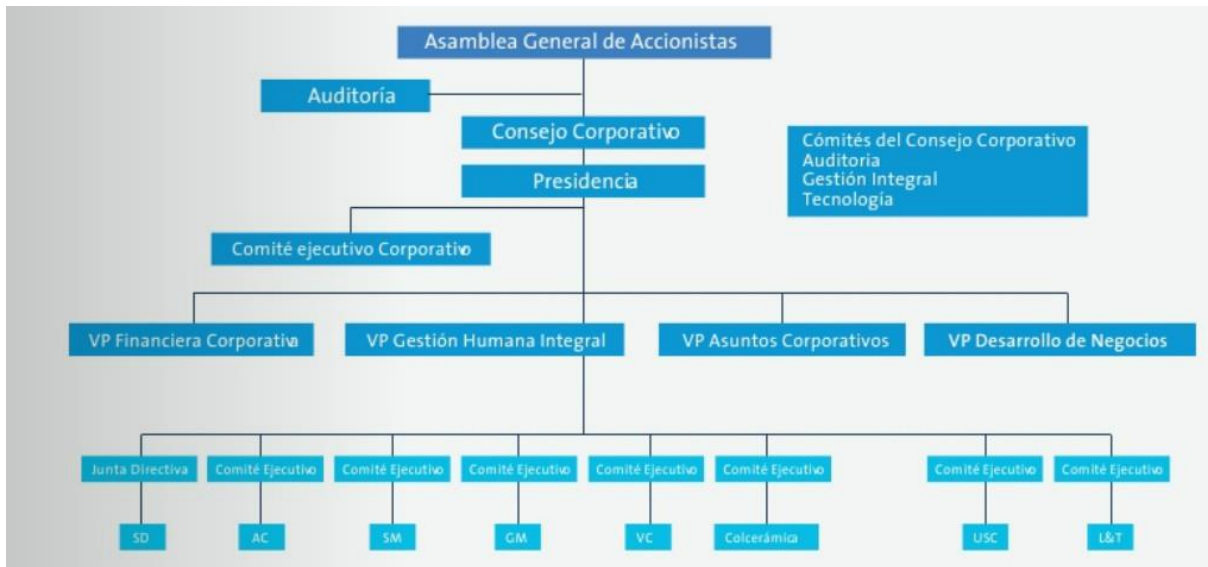 Asamblea General de Accionistas
Auditoría
Consejo Corporativo
Cómités del Consejo Corporativo
Auditoria
Gestión Integral
Tecnología
Presidencia
Comité ejecutivo Corporativo
VP Financiera Corporativa
VP Gestión Humana Integral
VP Asuntos Corporativos
VP Desarrollo de Negocios
Junta Directiva
Comité Ejecutivo
Comité Ejecutivo
Comité Ejecutivo
Comité Ejecutivo
Comité Ejecutivo
Comité Ejecutivo
Comité Ejecutivo
SD
AC
SM
GM
VC
Colcerámica
USC
L&T